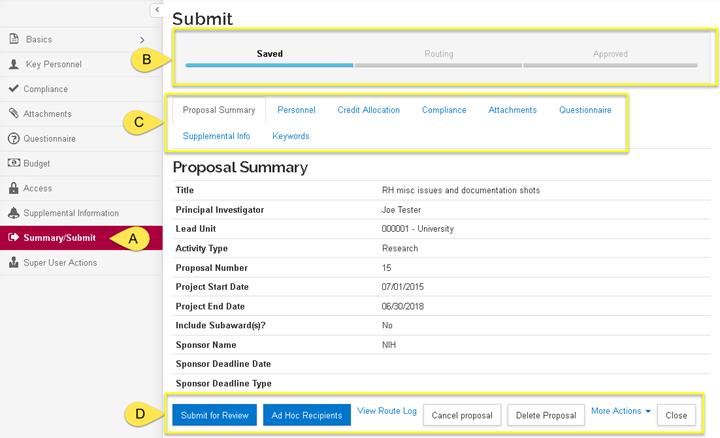 Submit
Basics
Key Personnel
Compliance
Attachments
Questionnaire
Budget
Access
Supplemental Information
Summary/Submit
Super User Actions
A
B
Saved Routing Approved
C
Proposal Summary Personnel Credit Allocation Compliance Attachments Questionnaire
Supplemental Info Keywords
Proposal Summary
Title RH misc issues and documentation shots
Principal Investigator Joe Tester
Lead Unit 000001 - University
Activity Type Research
Proposal Number 15
Project Start Date 07/01/2015
Project End Date 06/30/2018
Include Subaward(s)? No
Sponsor Name NIH
Sponsor Deadline Date
Sponsor Deadline Type
D
Submit for Review Ad Hoc Recipients View Route Log Cancel proposal Delete Proposal More Actions Close